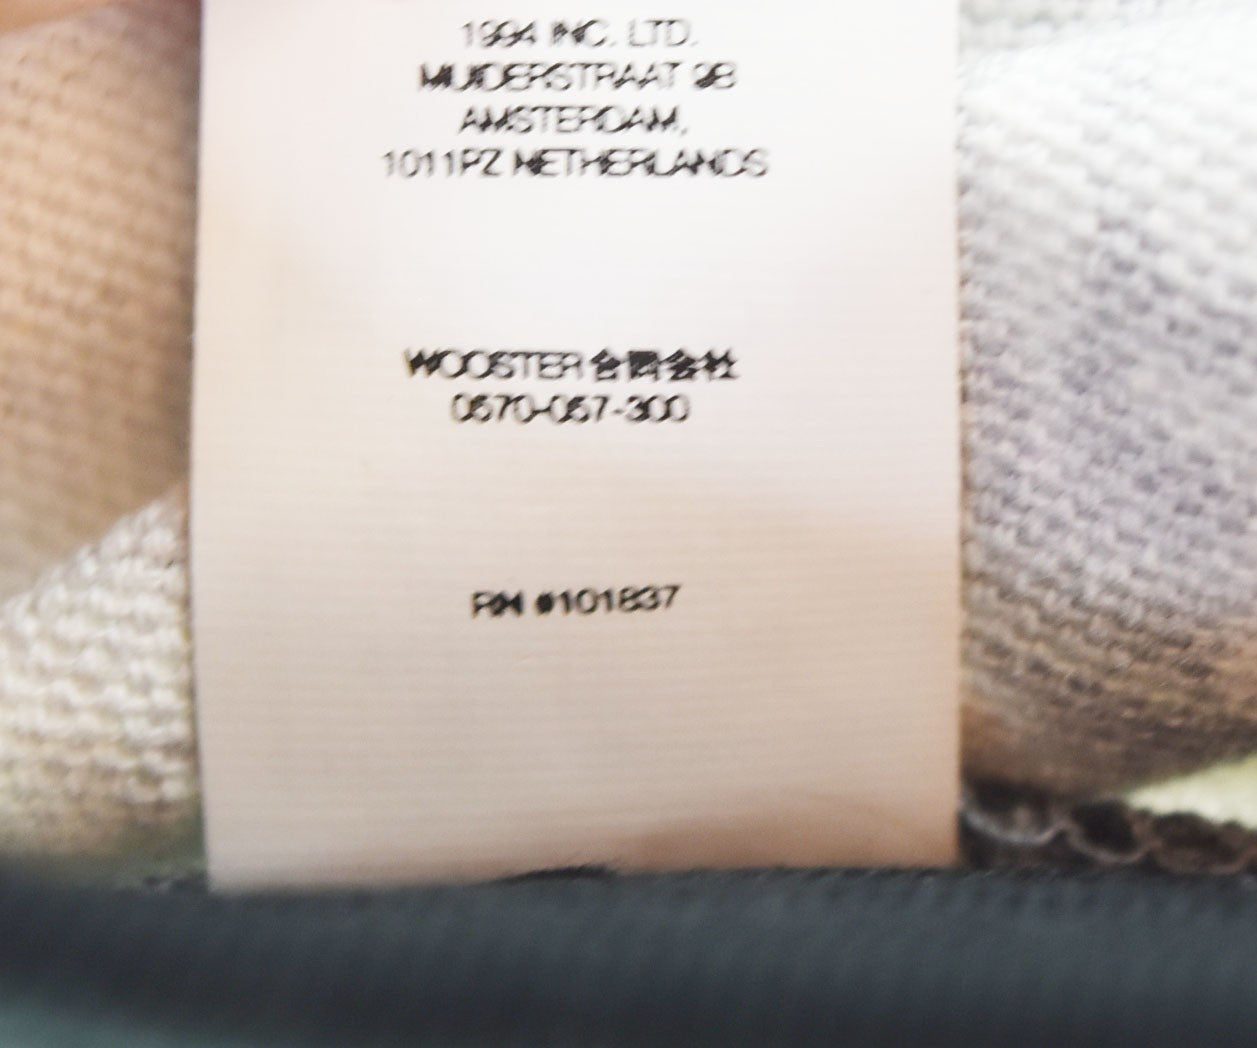 1994 INC. LTD.
MUIDERSTRAAT 9B
AMSTERDAM,
1011PZ NETHERLANDS
WOOSTER 合同会社
0570-057-300
RN #101837